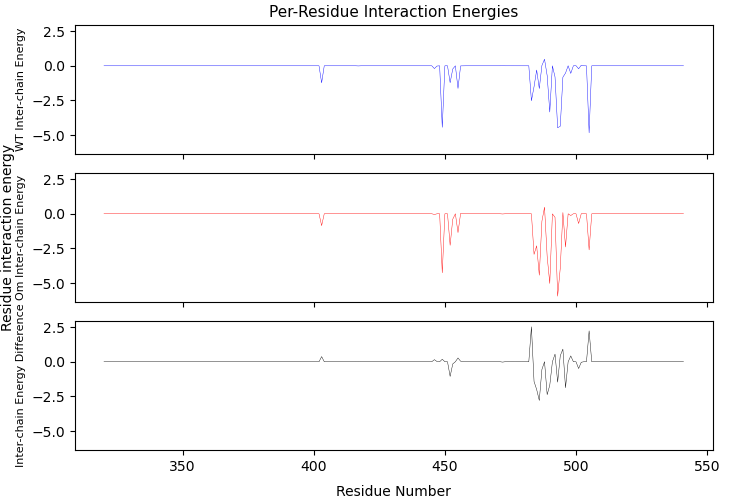 Per-Residue Interaction Energies
Residue interaction energy
WT Inter-chain Energy
2.5
0.0
−2.5
−5.0
Om Inter-chain Energy
2.5
0.0
−2.5
−5.0
Inter-chain Energy Difference
2.5
0.0
−2.5
−5.0
350
400
450
500
550
Residue Number